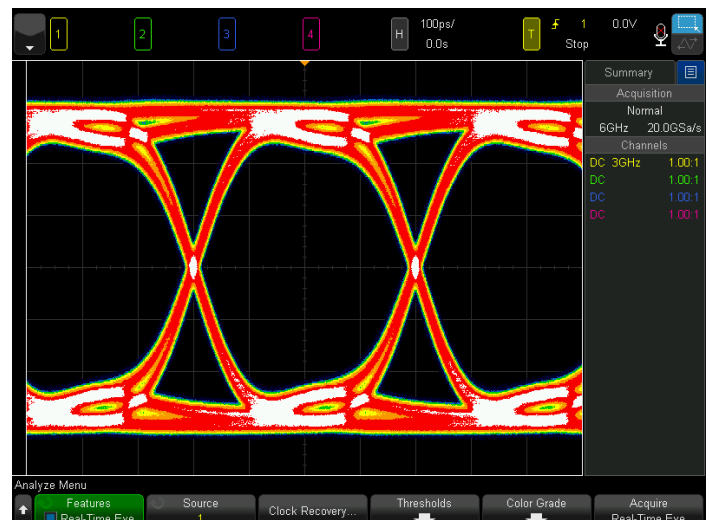 1 2 3 4 H 100ps/ 0.0s T 1 Stop 0.0V
Summary
Acquisition
Normal
6GHz 20.0GSa/s
Channels
DC 3GHz 1.00:1
DC 1.00:1
DC 1.00:1
DC 1.00:1
Analyze Menu
Features Source Clock Recovery... Thresholds Color Grade Acquire
Real-Time Eye 1 Real-Time Eye